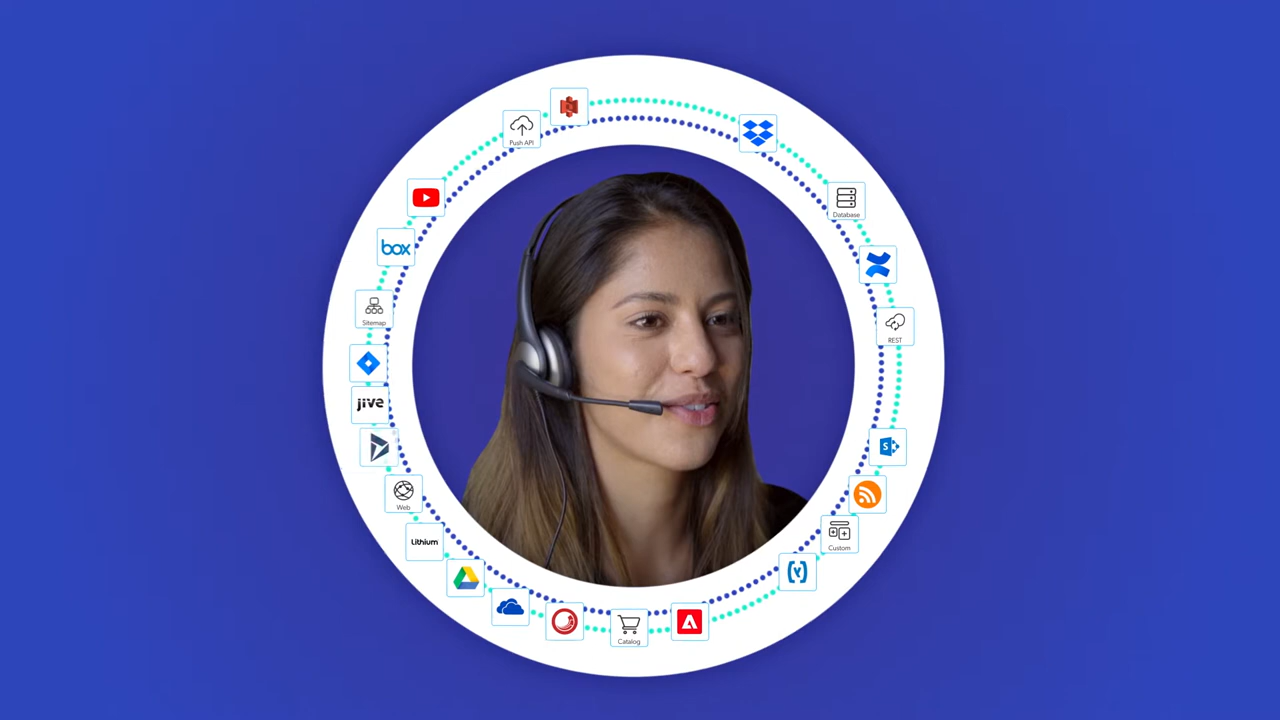 Push API
Database
box
Sitemap
REST
jive
Web
Lithium
S
Custom
Catalog